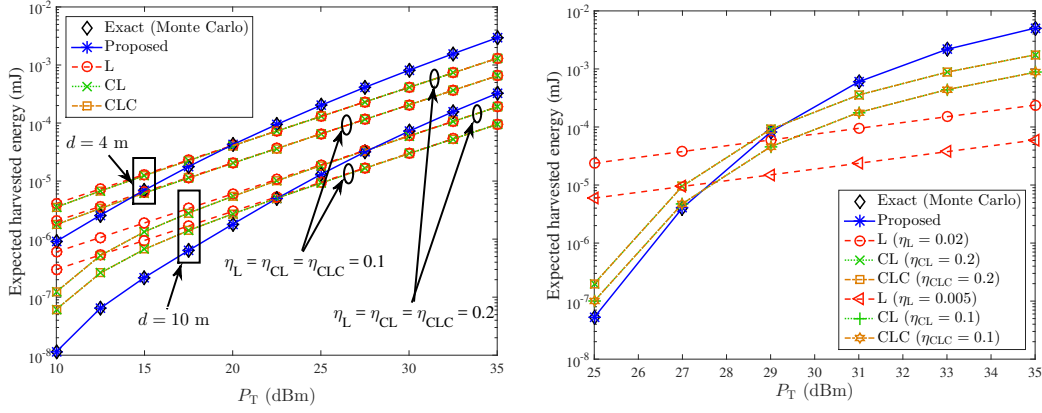 Expected harvested energy (mJ)
10^-2
10^-3
10^-4
10^-5
10^-6
10^-7
10^-8
Exact (Monte Carlo)
Proposed
L
CL
CLC
d = 4 m
d = 10 m
η_L = η_CL = η_CLC = 0.1
η_L = η_CL = η_CLC = 0.2
10 15 20 25 30 35
P_T (dBm)
Expected harvested energy (mJ)
10^-2
10^-3
10^-4
10^-5
10^-6
10^-7
10^-8
Exact (Monte Carlo)
Proposed
L (η_L = 0.02)
CL (η_CL = 0.2)
CLC (η_CLC = 0.2)
L (η_L = 0.005)
CL (η_CL = 0.1)
CLC (η_CLC = 0.1)
25 27 29 31 33 35
P_T (dBm)